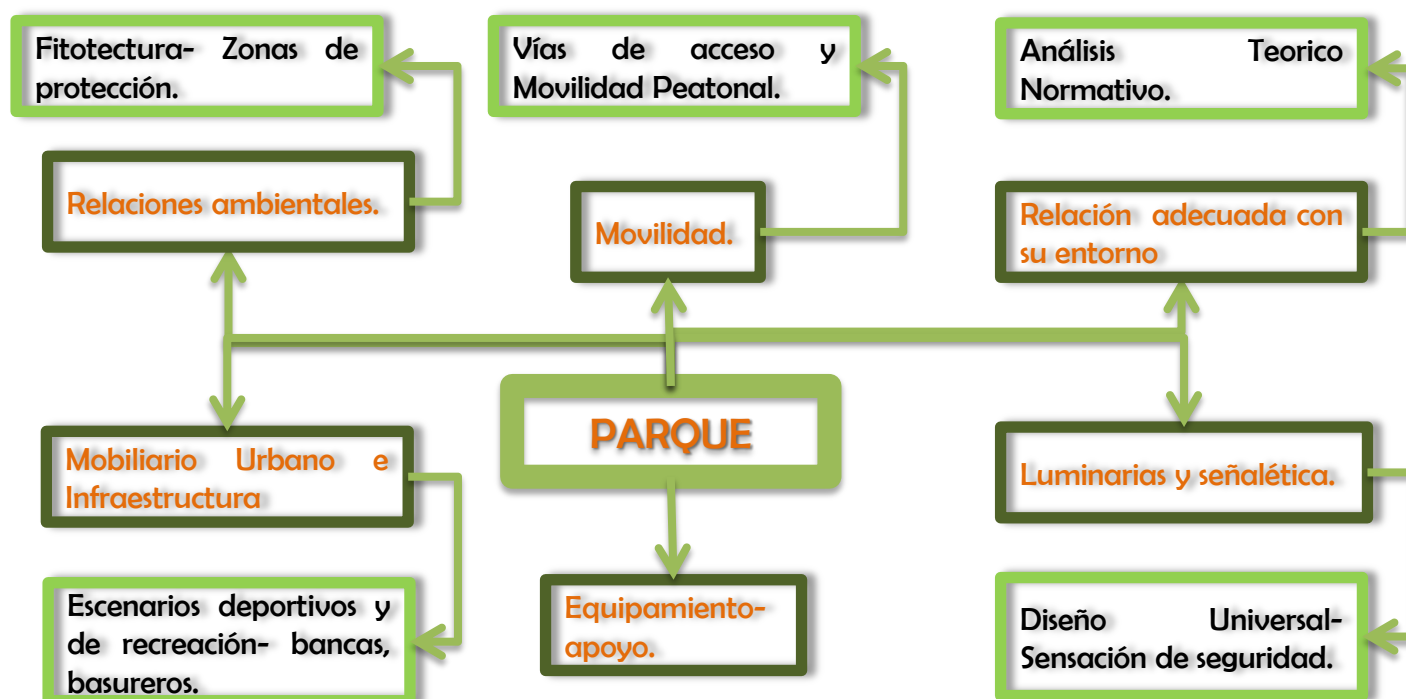 Fitotectura- Zonas de
protección.
Vías de acceso y
Movilidad Peatonal.
Análisis Teorico
Normativo.
Relaciones ambientales.
Movilidad.
Relación adecuada con
su entorno
PARQUE
Mobiliario Urbano e
Infraestructura
Luminarias y señalética.
Escenarios deportivos y
de recreación- bancas,
basureros.
Equipamiento-
apoyo.
Diseño Universal-
Sensación de seguridad.